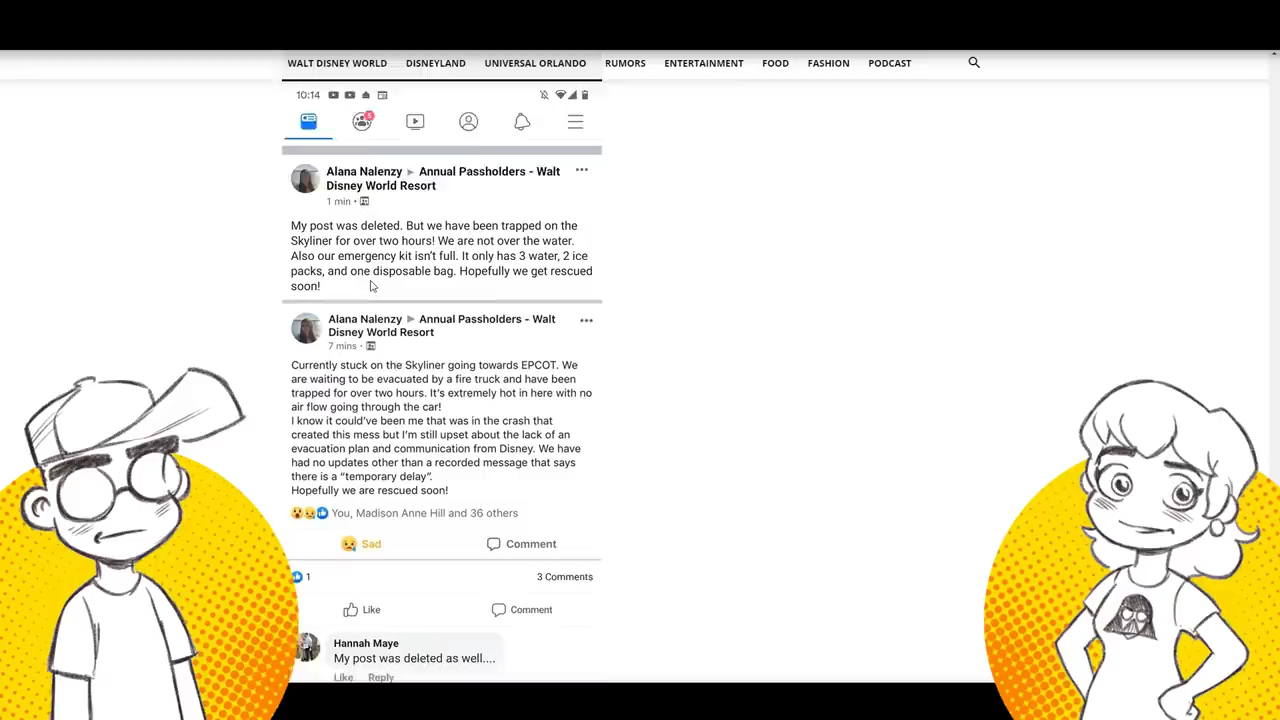 WALT DISNEY WORLD DISNEYLAND UNIVERSAL ORLANDO RUMORS ENTERTAINMENT FOOD FASHION PODCAST
10:14
5
Alana Nalenzy ▶ Annual Passholders - Walt
Disney World Resort
1 min •
My post was deleted. But we have been trapped on the
Skyliner for over two hours! We are not over the water.
Also our emergency kit isn't full. It only has 3 water, 2 ice
packs, and one disposable bag. Hopefully we get rescued
soon!
Alana Nalenzy ▶ Annual Passholders - Walt
Disney World Resort
7 mins •
Currently stuck on the Skyliner going towards EPCOT. We
are waiting to be evacuated by a fire truck and have been
trapped for over two hours. It's extremely hot in here with no
air flow going through the car!
I know it could've been me that was in the crash that
created this mess but I'm still upset about the lack of an
evacuation plan and communication from Disney. We have
had no updates other than a recorded message that says
there is a “temporary delay”.
Hopefully we are rescued soon!
You, Madison Anne Hill and 36 others
Sad Comment
1 3 Comments
Like Comment
Hannah Maye
My post was deleted as well....
Like Reply